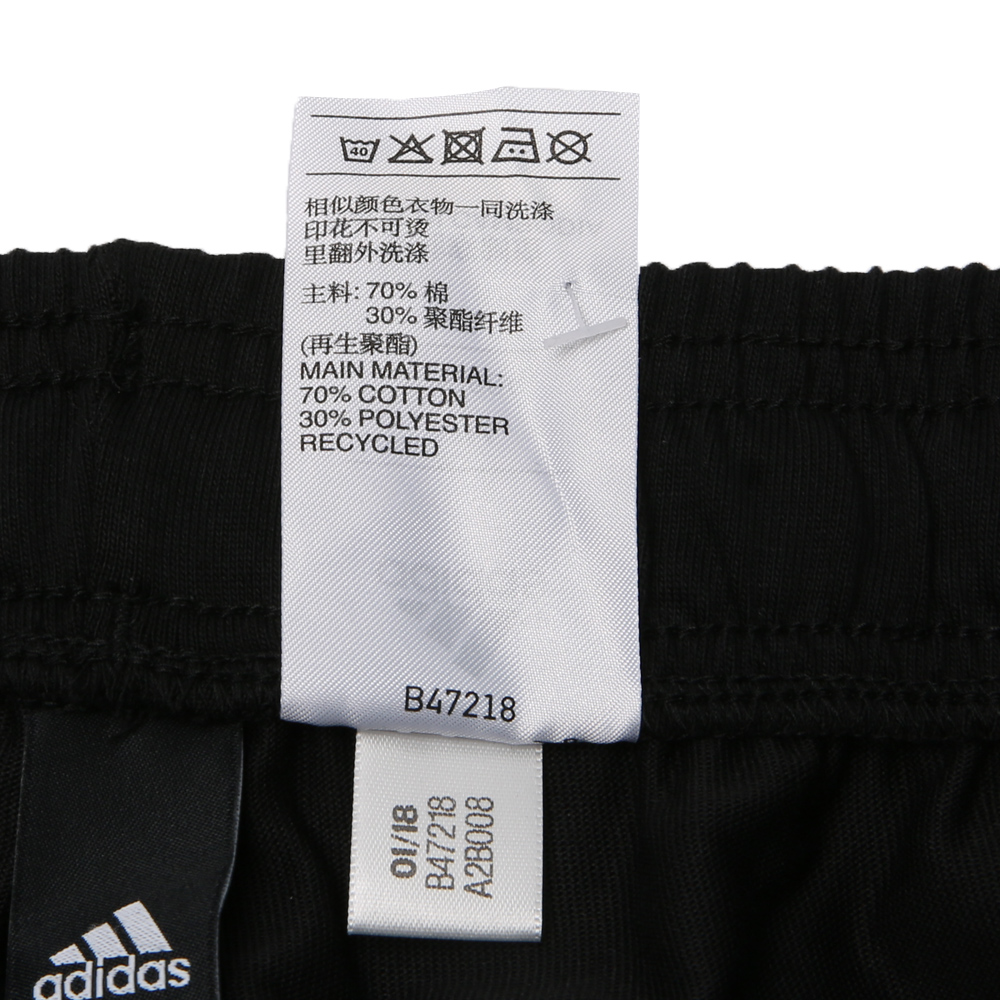 40
相似颜色衣物一同洗涤
印花不可烫
里翻外洗涤
主料: 70% 棉
30% 聚酯纤维
(再生聚酯)
MAIN MATERIAL:
70% COTTON
30% POLYESTER
RECYCLED
B47218
01/18
B47218
A2B008
adidas